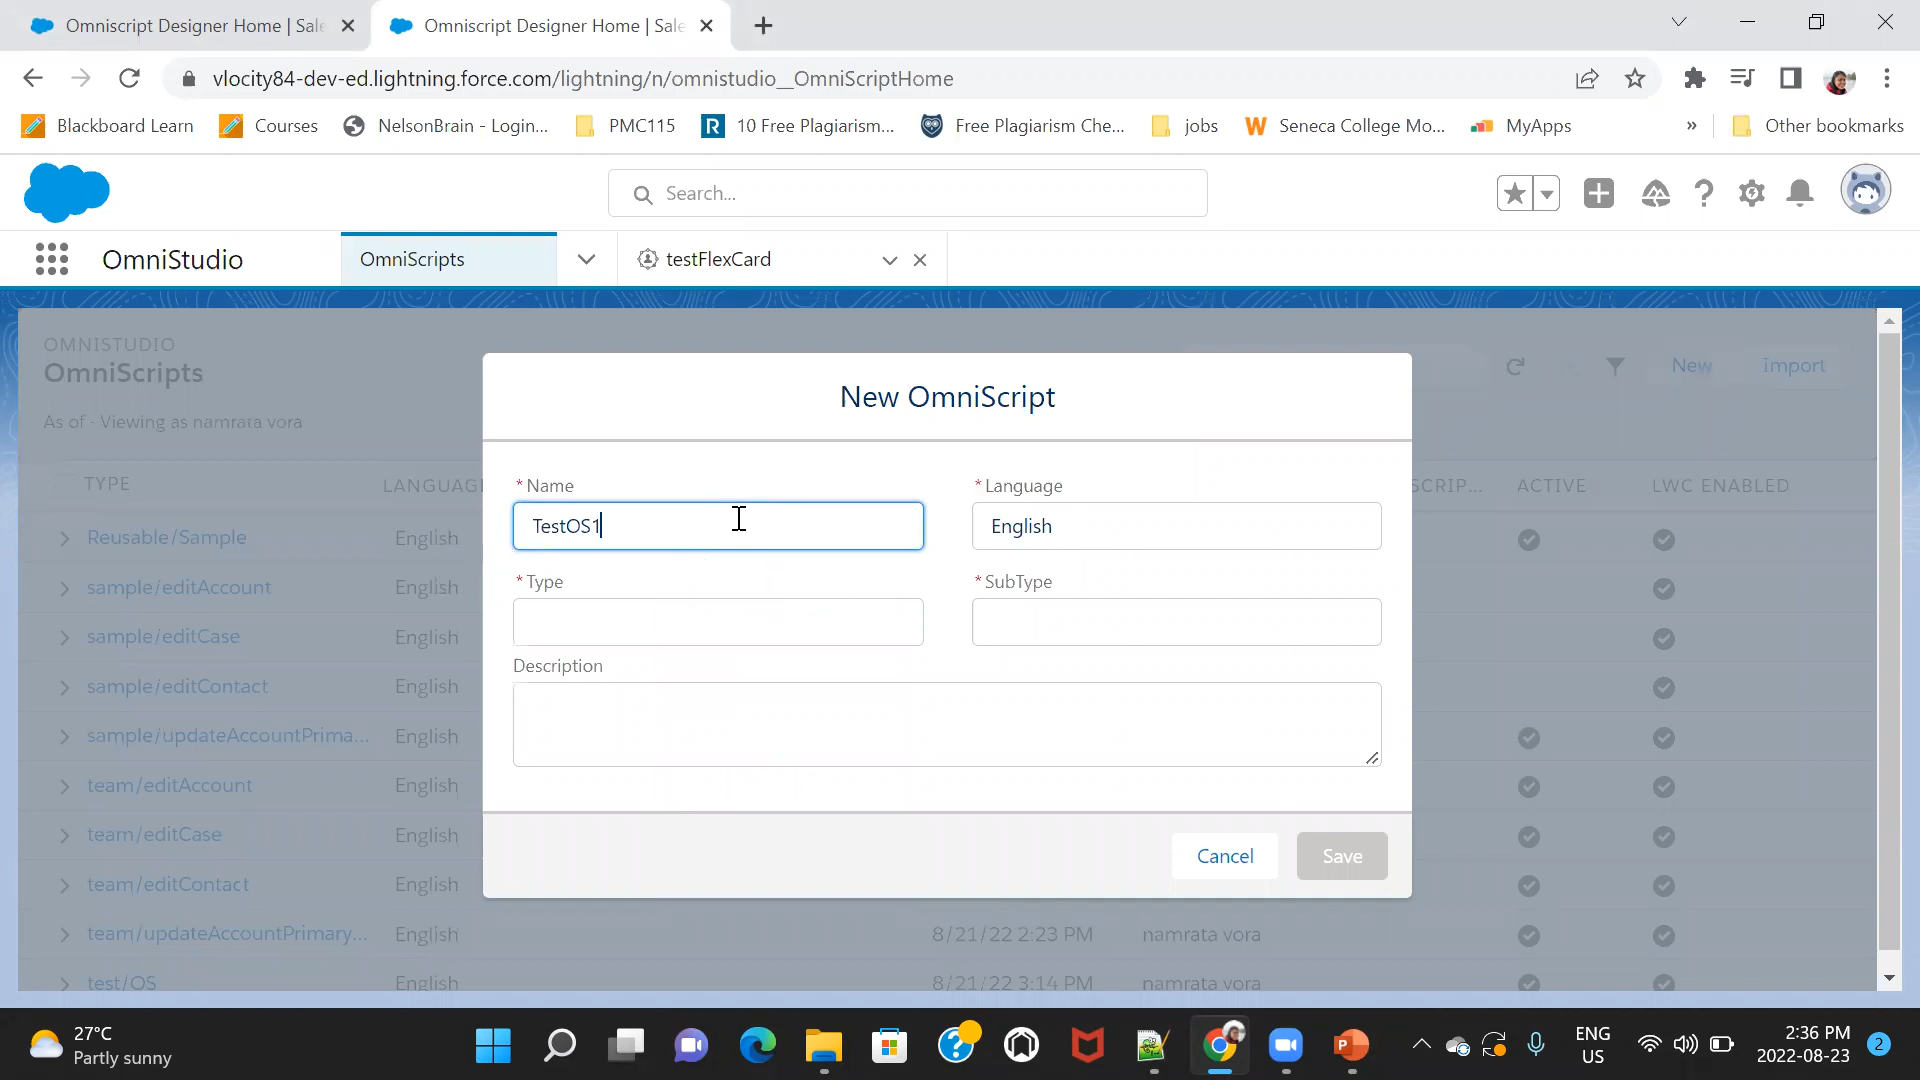 Omniscript Designer Home | Sale
Omniscript Designer Home | Sale
vlocity84-dev-ed.lightning.force.com/lightning/n/omnistudio__OmniScriptHome
Blackboard Learn
Courses
NelsonBrain - Login...
PMC115
10 Free Plagiarism...
Free Plagiarism Che...
jobs
Seneca College Mo...
MyApps
»
Other bookmarks
Search...
OmniStudio
OmniScripts
testFlexCard
OMNISTUDIO
OmniScripts
As of - Viewing as namrata vora
New
Import
TYPE
LANGUAG
SCRIP...
ACTIVE
LWC ENABLED
Reusable/Sample English
sample/editAccount English
sample/editCase English
sample/editContact English
sample/updateAccountPrima... English
team/editAccount English
team/editCase English
team/editContact English
team/updateAccountPrimary... English 8/21/22 2:23 PM namrata vora
test/OS English 8/21/22 3:14 PM namrata vora
New OmniScript
*Name
TestOS1
*Language
English
*Type
*SubType
Description
Cancel
Save
27°C
Partly sunny
ENG
US
2:36 PM
2022-08-23
2